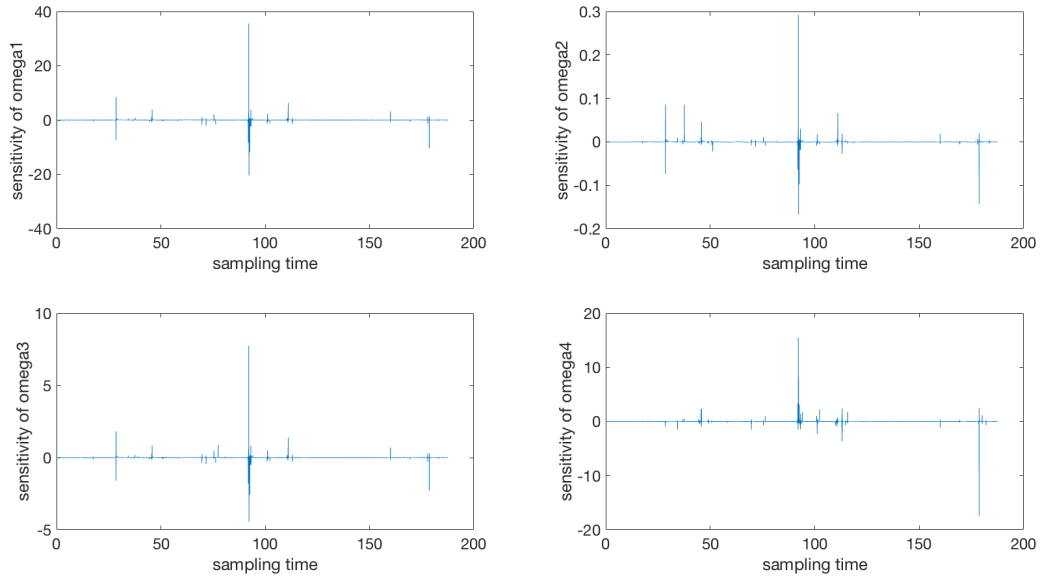 40
20
0
-20
-40
sensitivity of omega1
0 50 100 150 200
sampling time
0.3
0.2
0.1
0
-0.1
-0.2
sensitivity of omega2
0 50 100 150 200
sampling time
10
5
0
-5
sensitivity of omega3
0 50 100 150 200
sampling time
20
10
0
-10
-20
sensitivity of omega4
0 50 100 150 200
sampling time